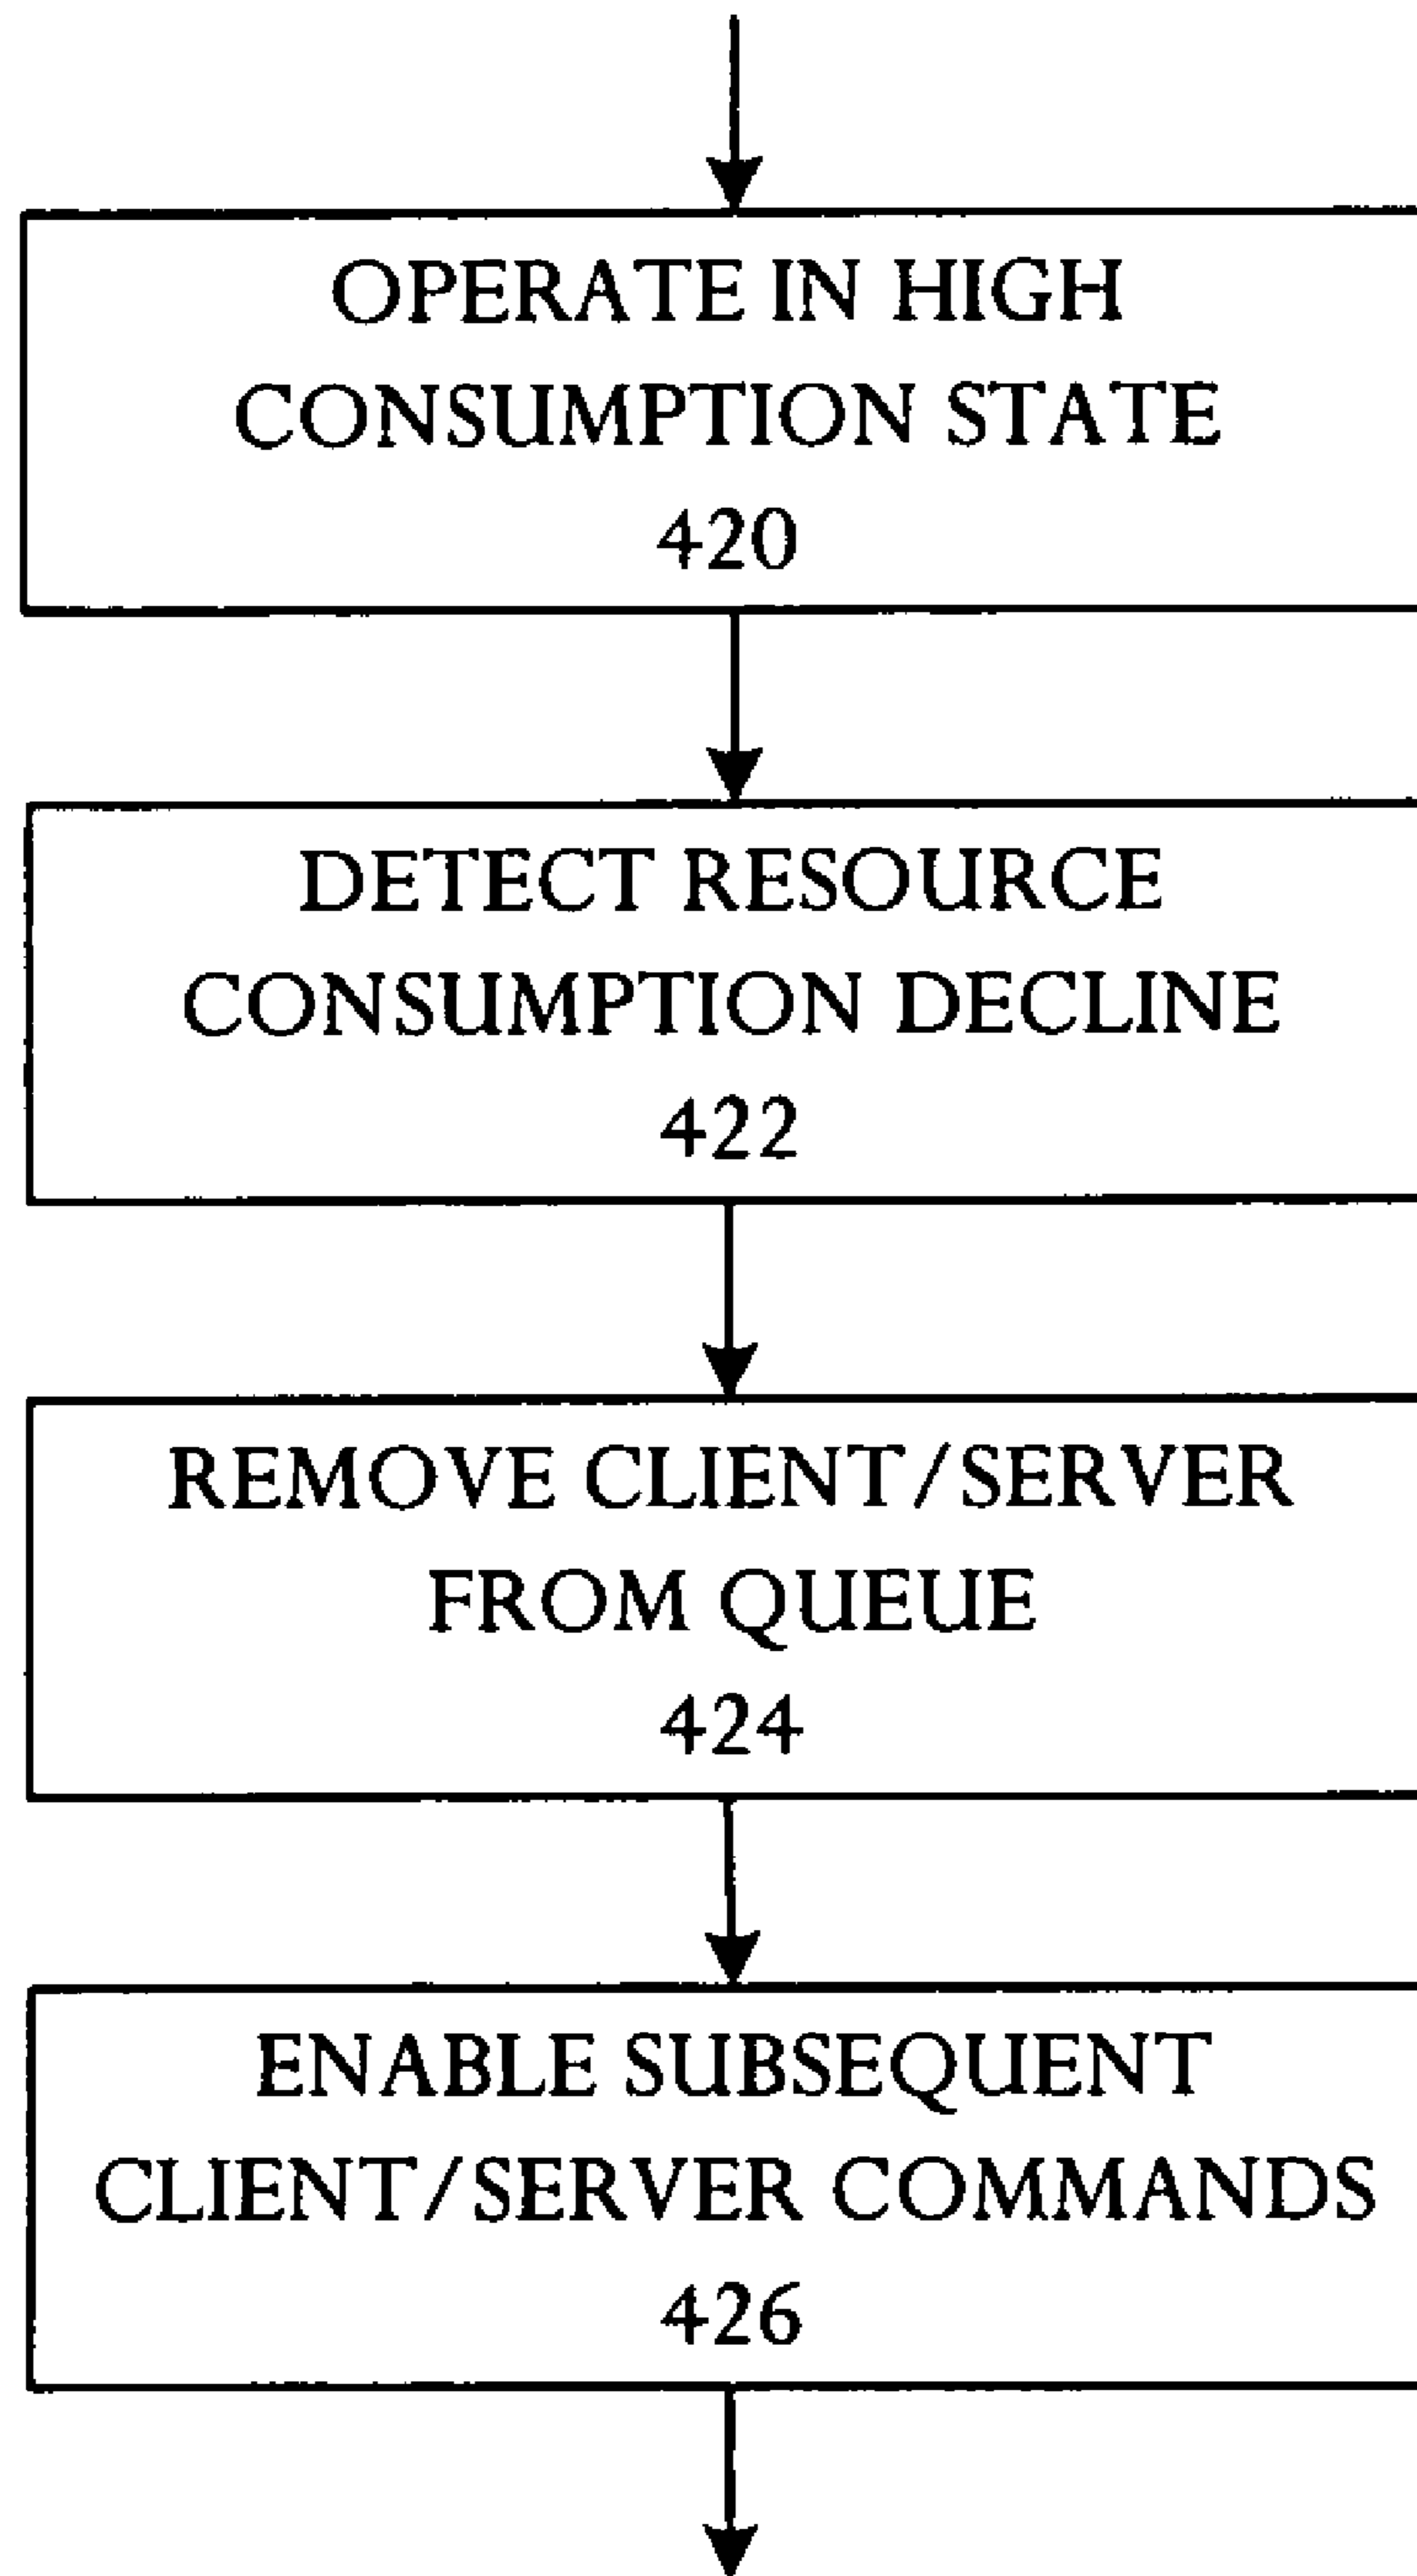 OPERATE IN HIGH
CONSUMPTION STATE
420
DETECT RESOURCE
CONSUMPTION DECLINE
422
REMOVE CLIENT/SERVER
FROM QUEUE
424
ENABLE SUBSEQUENT
CLIENT/SERVER COMMANDS
426